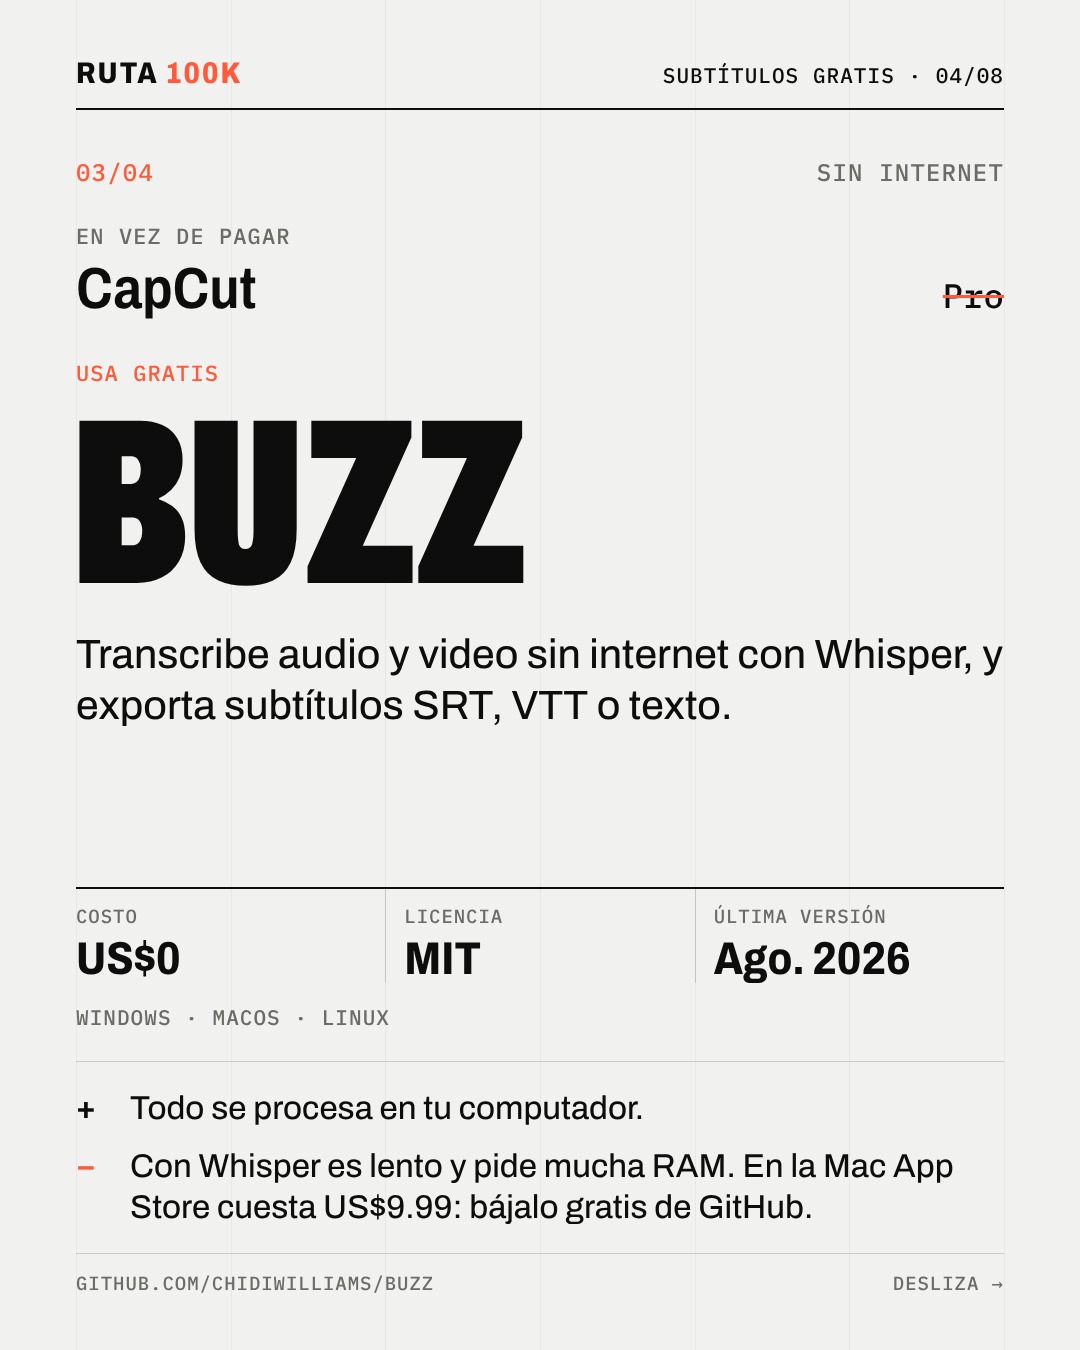 RUTA 100K
SUBTÍTULOS GRATIS · 04/08
03/04
SIN INTERNET
EN VEZ DE PAGAR
CapCut
Pro
USA GRATIS
BUZZ
Transcribe audio y video sin internet con Whisper, y
exporta subtítulos SRT, VTT o texto.
COSTO
US$0
LICENCIA
MIT
ÚLTIMA VERSIÓN
Ago. 2026
WINDOWS · MACOS · LINUX
+ Todo se procesa en tu computador.
– Con Whisper es lento y pide mucha RAM. En la Mac App
Store cuesta US$9.99: bájalo gratis de GitHub.
GITHUB.COM/CHIDIWILLIAMS/BUZZ
DESLIZA →